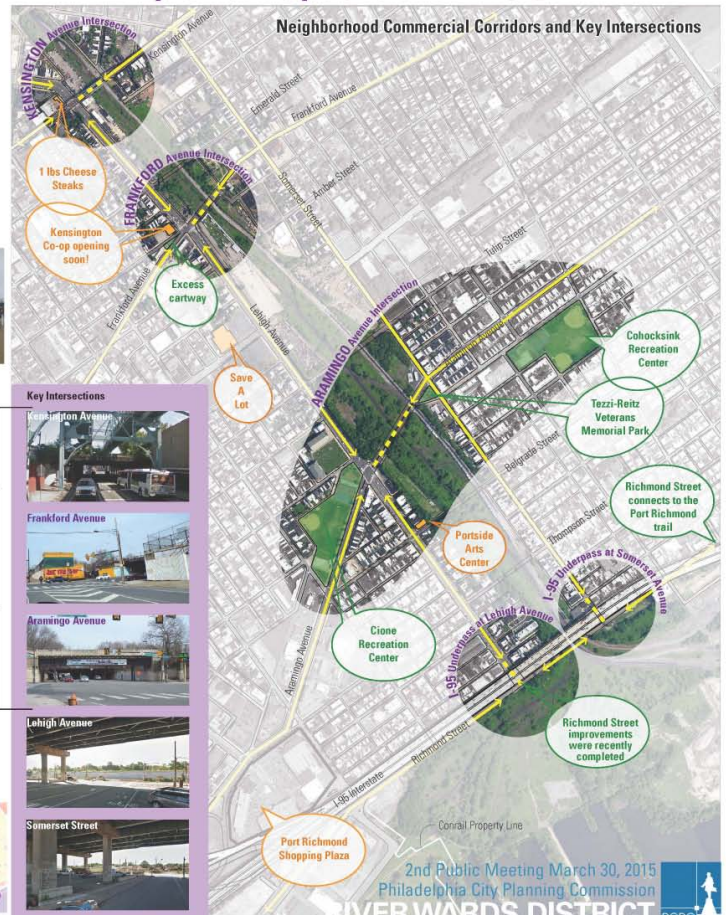 Neighborhood Commercial Corridors and Key Intersections
KENSINGTON Avenue Intersection
Kensington Avenue
Emerald Street
Frankford Avenue
1 lbs Cheese
Steaks
FRANKFORD Avenue Intersection
Amber Street
Somerset Street
Kensington
Co-op opening
soon!
Excess
cartway
Frankford Avenue
Lehigh Avenue
Tulip Street
ARAMINGO Avenue Intersection
Save
A
Lot
Cohocksink
Recreation
Center
Tezzi-Reitz
Veterans
Memorial Park
Belgrade Street
Richmond Street
connects to the
Port Richmond
trail
Thompson Street
Portside
Arts
Center
I-95 Underpass at Somerset Avenue
I-95 Underpass at Lehigh Avenue
Cione
Recreation
Center
Aramingo Avenue
Richmond Street
improvements
were recently
completed
Richmond Street
I-95 Interstate
Port Richmond
Shopping Plaza
Conrail Property Line
Key Intersections
Kensington Avenue
Frankford Avenue
Aramingo Avenue
Lehigh Avenue
Somerset Street
2nd Public Meeting March 30, 2015
Philadelphia City Planning Commission
RIVER WARDS DISTRICT